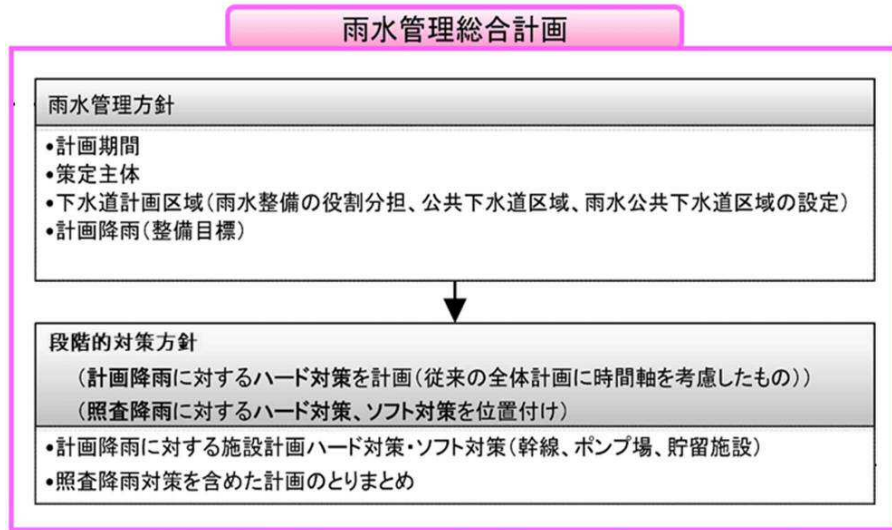 雨水管理総合計画
雨水管理方針
•計画期間
•策定主体
•下水道計画区域(雨水整備の役割分担、公共下水道区域、雨水公共下水道区域の設定)
•計画降雨(整備目標)
段階的対策方針
(計画降雨に対するハード対策を計画(従来の全体計画に時間軸を考慮したもの))
(照査降雨に対するハード対策、ソフト対策を位置付け)
•計画降雨に対する施設計画ハード対策・ソフト対策(幹線、ポンプ場、貯留施設)
•照査降雨対策を含めた計画のとりまとめ